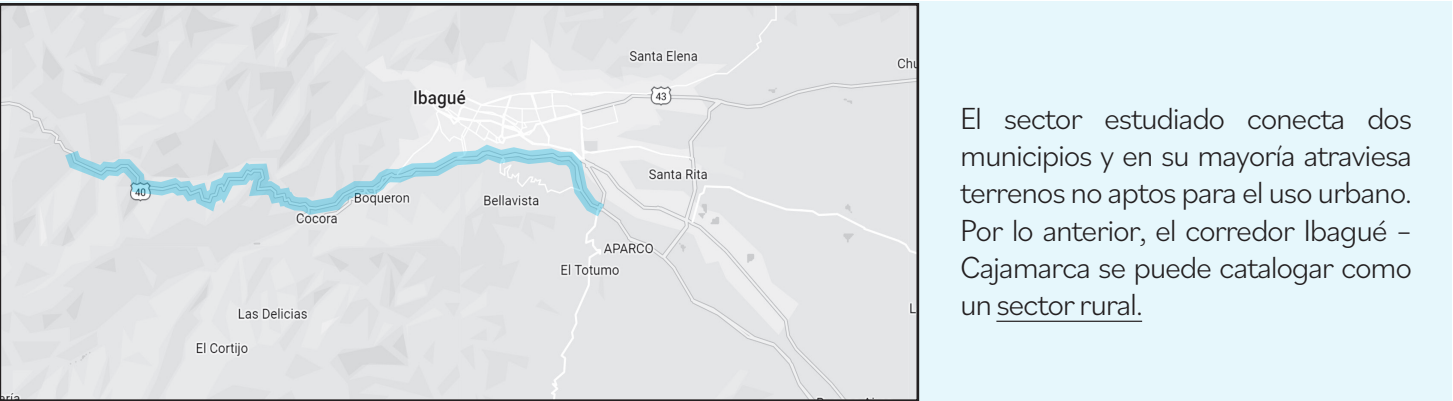 Santa Elena
Ibagué
43
40
Boqueron
Santa Rita
Bellavista
Cocora
APARCO
El Totumo
Las Delicias
El Cortijo
El sector estudiado conecta dos
municipios y en su mayoría atraviesa
terrenos no aptos para el uso urbano.
Por lo anterior, el corredor Ibagué –
Cajamarca se puede catalogar como
un sector rural.